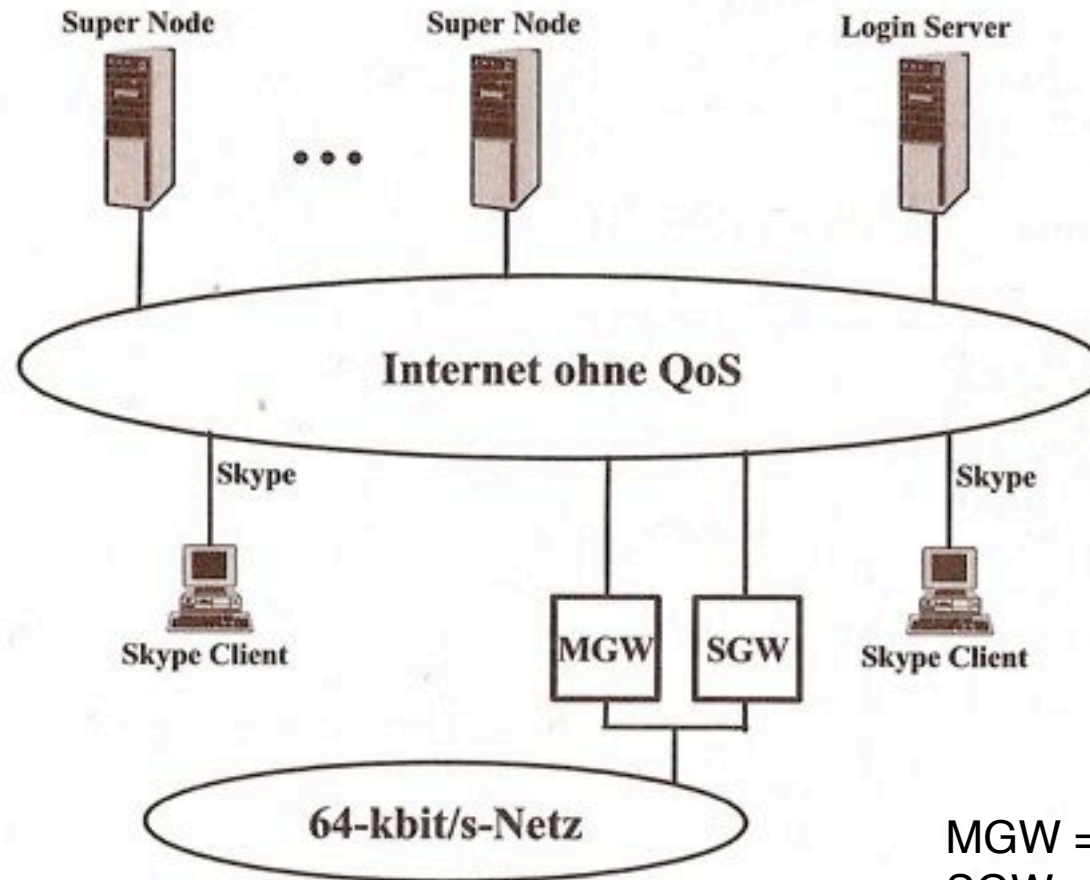 Super Node
Super Node
Login Server
Internet ohne QoS
Skype
Skype
Skype Client
MGW
SGW
Skype Client
64-kbit/s-Netz
MGW =
SGW